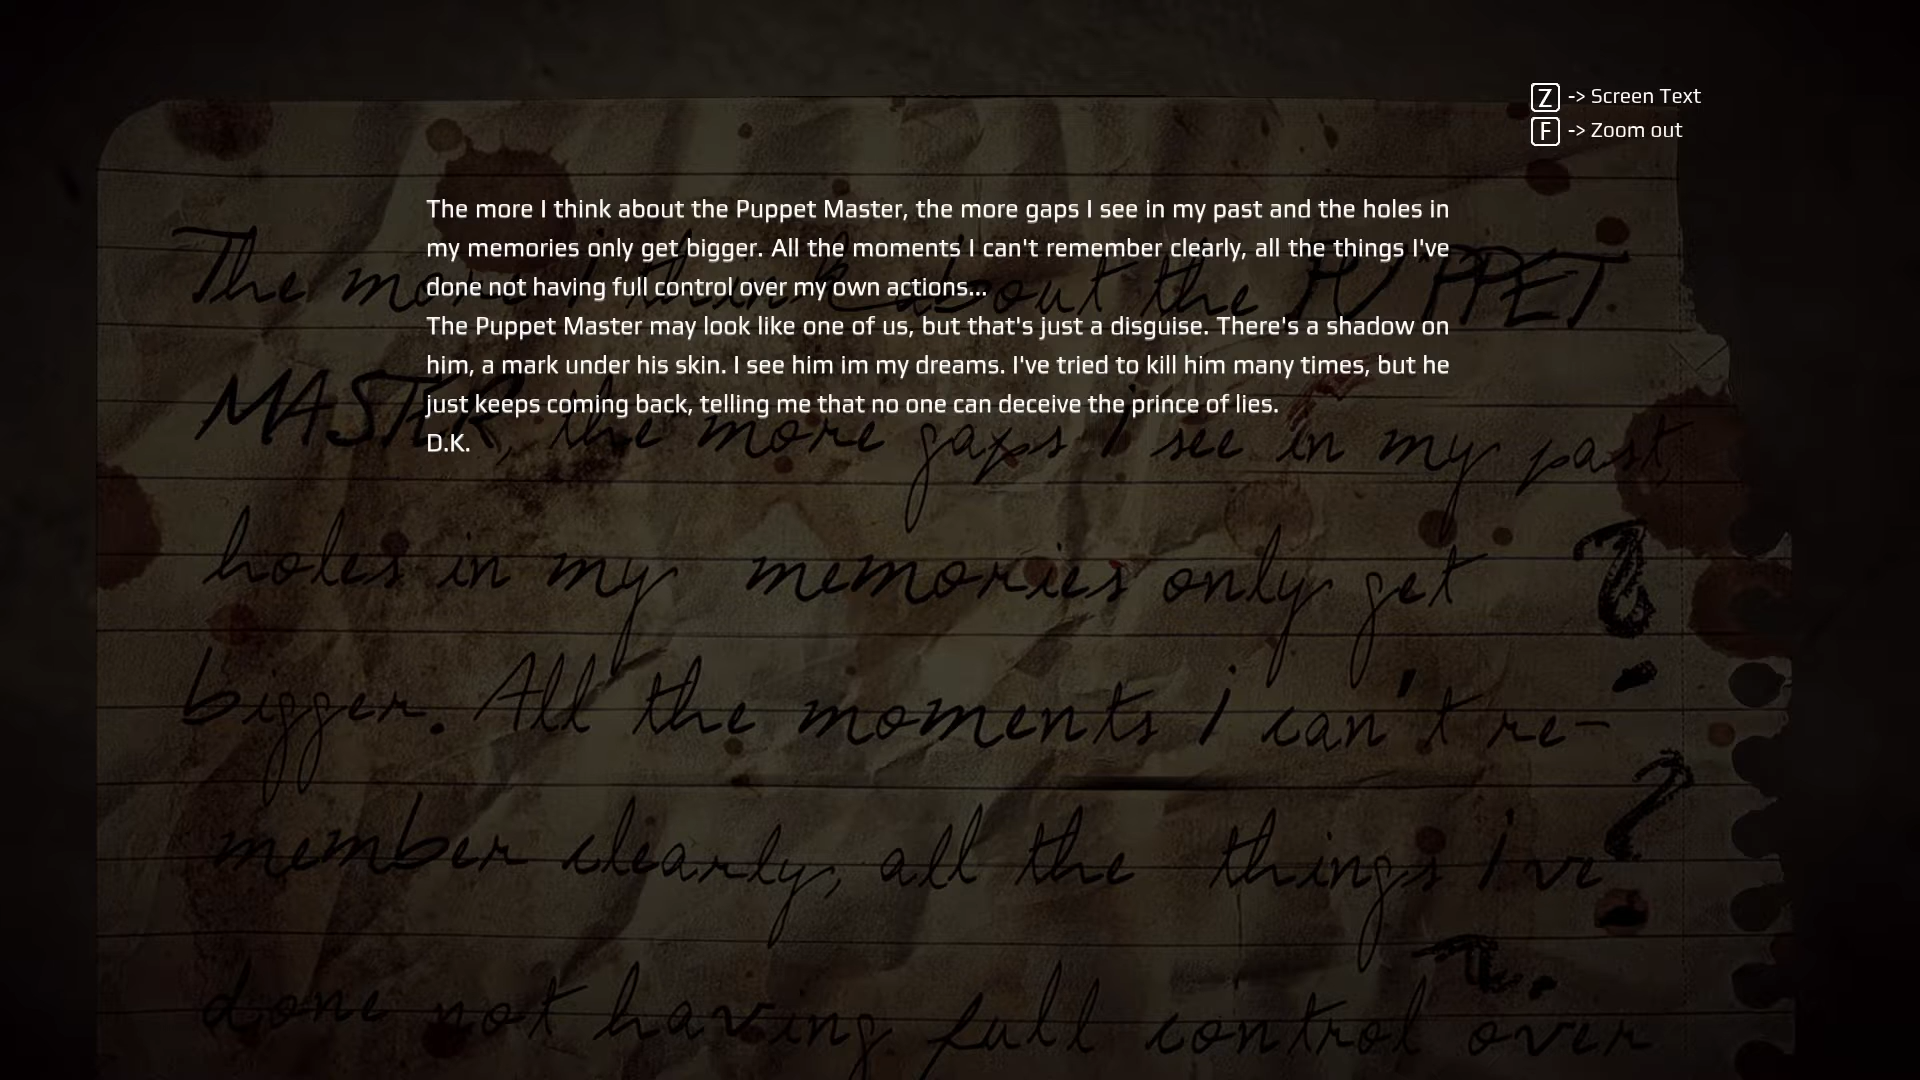 Z -> Screen Text
F -> Zoom out
The more I think about the Puppet Master, the more gaps I see in my past and the holes in
my memories only get bigger. All the moments I can't remember clearly, all the things I've
done not having full control over my own actions...
The Puppet Master may look like one of us, but that's just a disguise. There's a shadow on
him, a mark under his skin. I see him im my dreams. I've tried to kill him many times, but he
just keeps coming back, telling me that no one can deceive the prince of lies.
D.K.
The more I think about the PUPPET
MASTER, the more gaps I see in my past,
holes in my memories only get ?
bigger. All the moments I can't re-
member clearly, all the things I've ?
done not having full control over